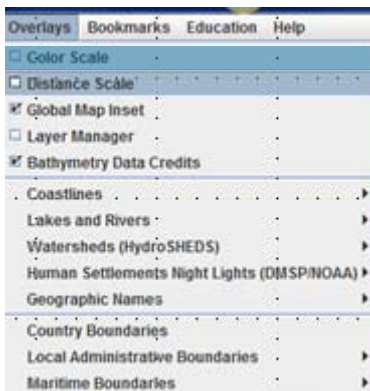 Overlays Bookmarks Education Help
Color Scale
Distance Scale
Global Map Inset
Layer Manager
Bathymetry Data Credits
Coastlines
Lakes and Rivers
Watersheds (HydroSHEDS)
Human Settlements Night Lights (DMSP/NOAA)
Geographic Names
Country Boundaries
Local Administrative Boundaries
Maritime Boundaries